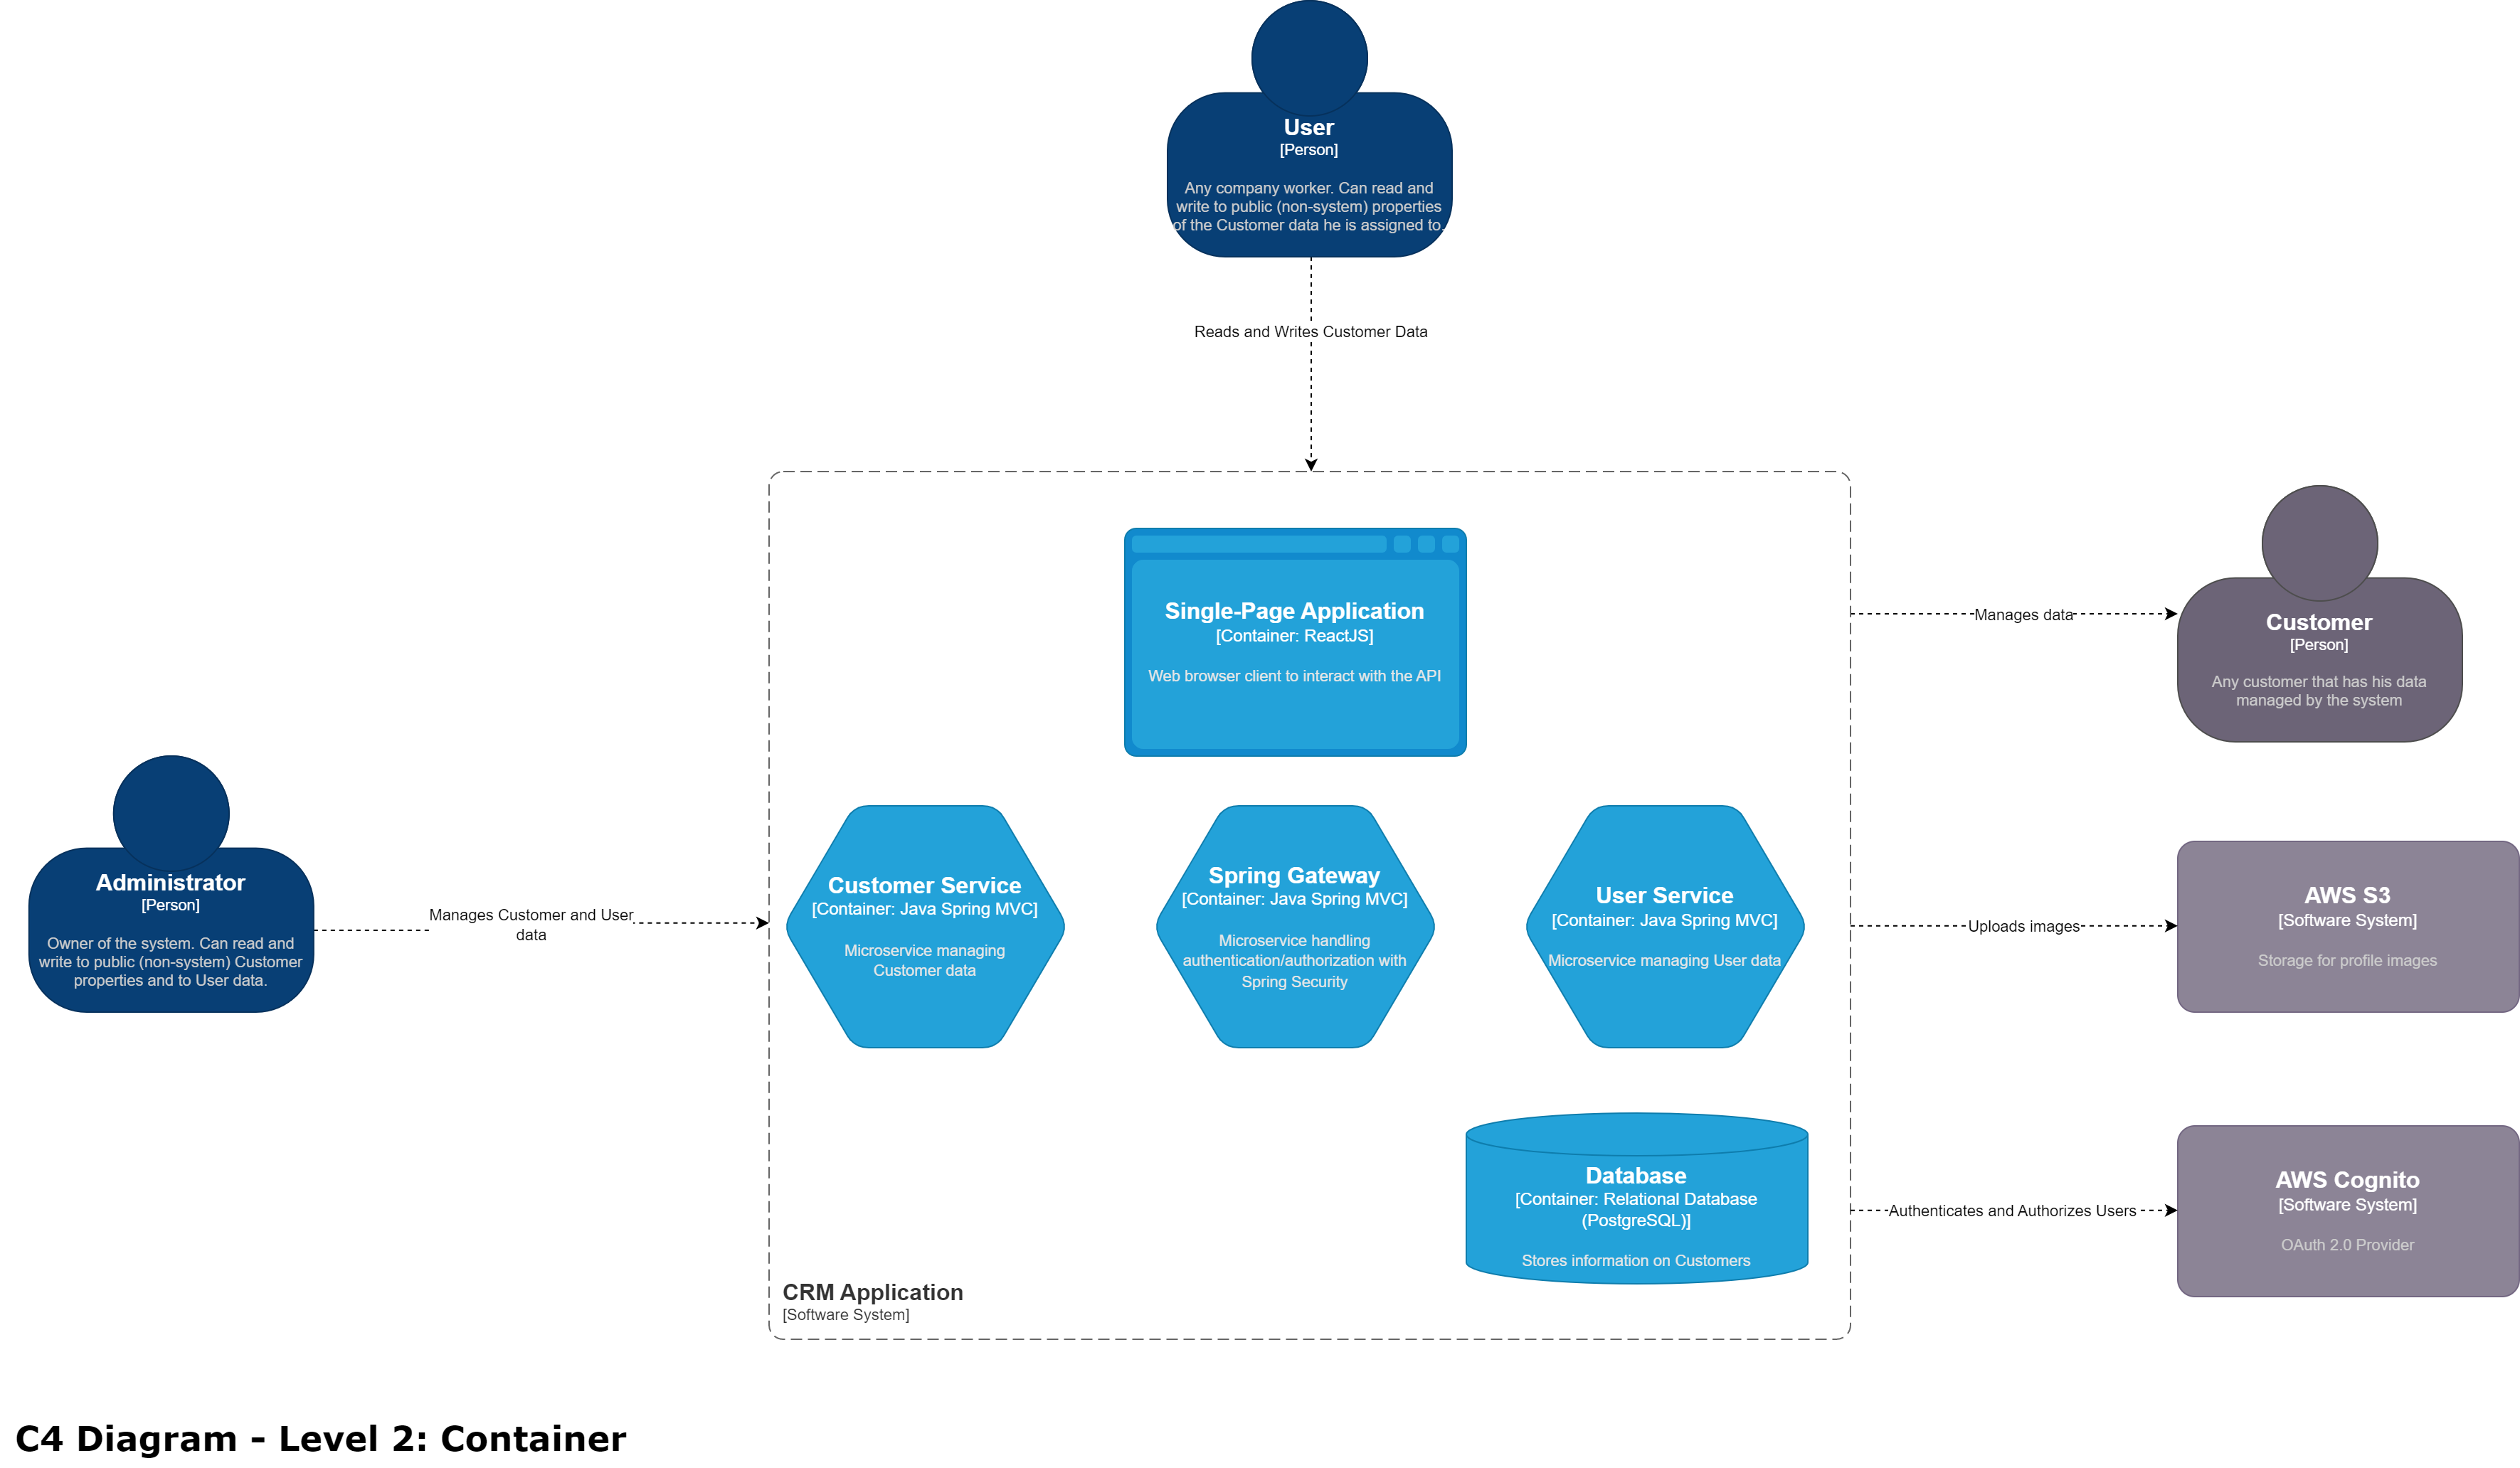 User
[Person]
Any company worker. Can read and
write to public (non-system) properties
of the Customer data he is assigned to.
Reads and Writes Customer Data
Single-Page Application
[Container: ReactJS]
Web browser client to interact with the API
Manages data
Customer
[Person]
Any customer that has his data
managed by the system
Administrator
[Person]
Owner of the system. Can read and
write to public (non-system) Customer
properties and to User data.
Manages Customer and User
data
Customer Service
[Container: Java Spring MVC]
Microservice managing
Customer data
Spring Gateway
[Container: Java Spring MVC]
Microservice handling
authentication/authorization with
Spring Security
User Service
[Container: Java Spring MVC]
Microservice managing User data
Uploads images
AWS S3
[Software System]
Storage for profile images
Database
[Container: Relational Database
(PostgreSQL)]
Stores information on Customers
Authenticates and Authorizes Users
AWS Cognito
[Software System]
OAuth 2.0 Provider
CRM Application
[Software System]
C4 Diagram - Level 2: Container